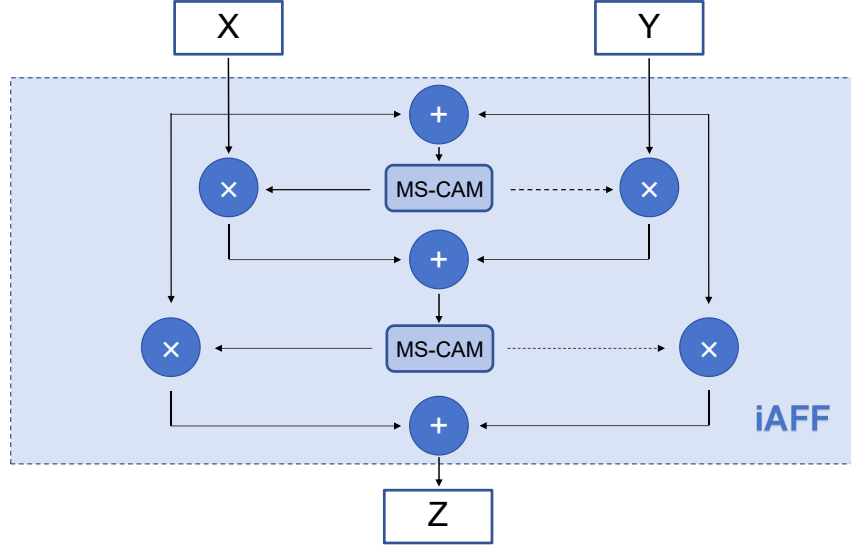 X
Y
+
×
MS-CAM
×
+
×
MS-CAM
×
+
iAFF
Z